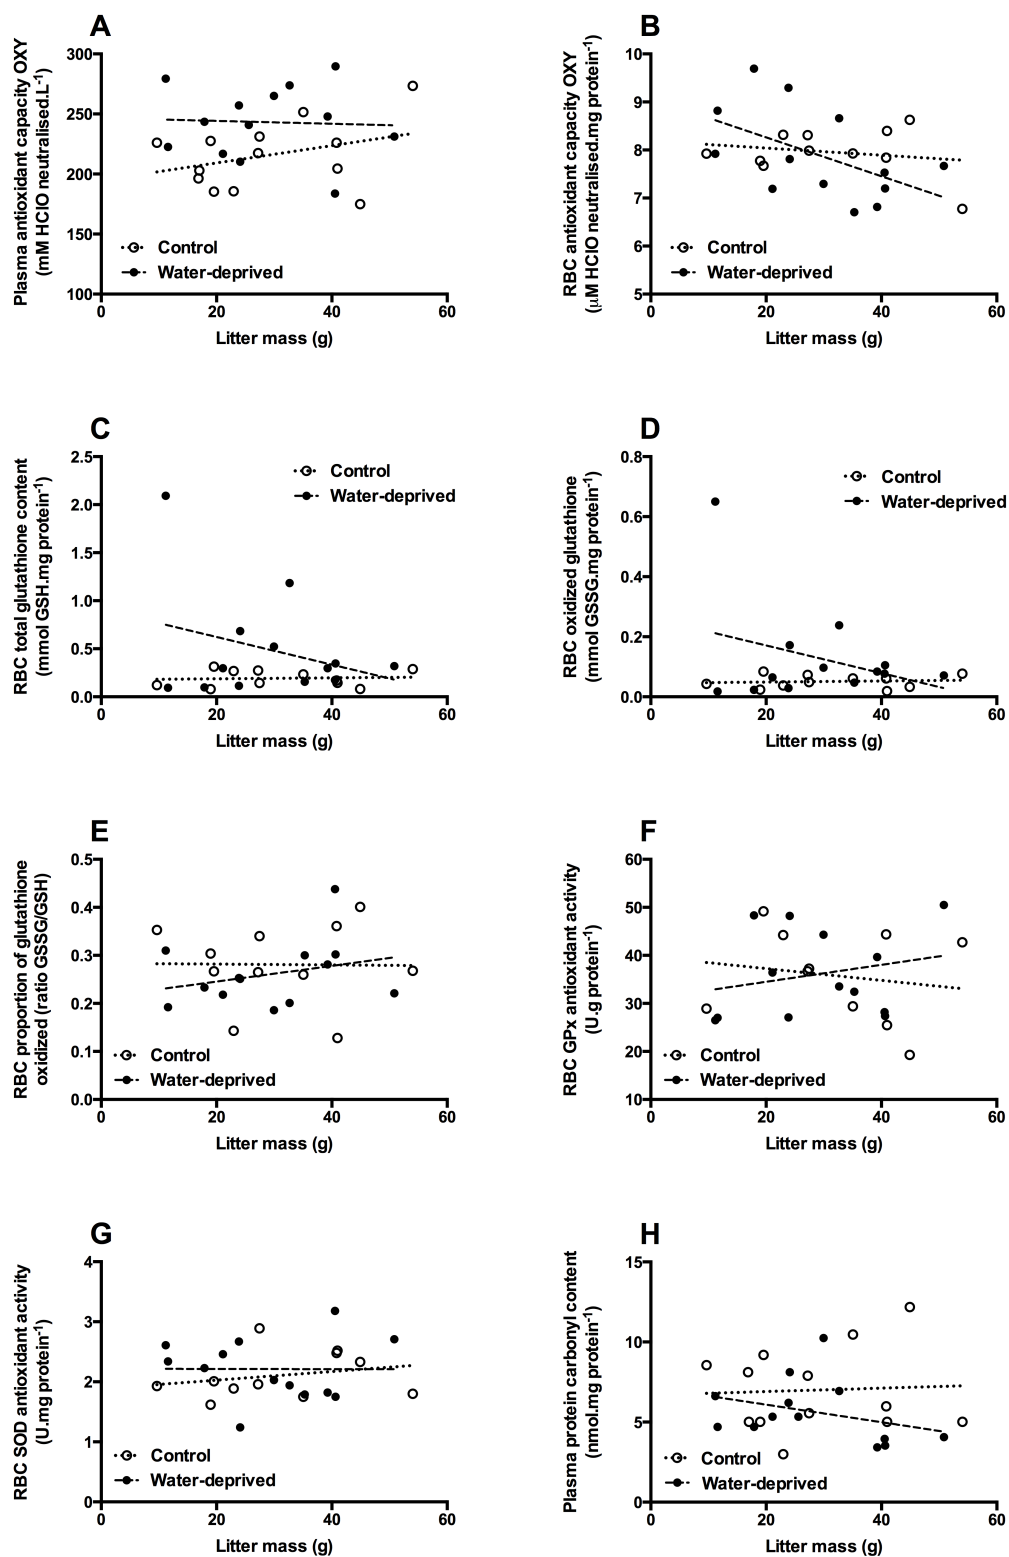 A
Plasma antioxidant capacity OXY
(mM HClO neutralised.L⁻¹)
300
250
200
150
100
0
20
40
60
Control
Water-deprived
Litter mass (g)
B
RBC antioxidant capacity OXY
(µM HClO neutralised.mg protein⁻¹)
10
9
8
7
6
5
0
20
40
60
Control
Water-deprived
Litter mass (g)
C
RBC total glutathione content
(mmol GSH.mg protein⁻¹)
2.5
2.0
1.5
1.0
0.5
0.0
0
20
40
60
Control
Water-deprived
Litter mass (g)
D
RBC oxidized glutathione
(mmol GSSG.mg protein⁻¹)
0.8
0.6
0.4
0.2
0.0
0
20
40
60
Control
Water-deprived
Litter mass (g)
E
RBC proportion of glutathione
oxidized (ratio GSSG/GSH)
0.5
0.4
0.3
0.2
0.1
0.0
0
20
40
60
Control
Water-deprived
Litter mass (g)
F
RBC GPx antioxidant activity
(U.g protein⁻¹)
60
50
40
30
20
10
0
20
40
60
Control
Water-deprived
Litter mass (g)
G
RBC SOD antioxidant activity
(U.mg protein⁻¹)
4
3
2
1
0
0
20
40
60
Control
Water-deprived
Litter mass (g)
H
Plasma protein carbonyl content
(nmol.mg protein⁻¹)
15
10
5
0
0
20
40
60
Control
Water-deprived
Litter mass (g)